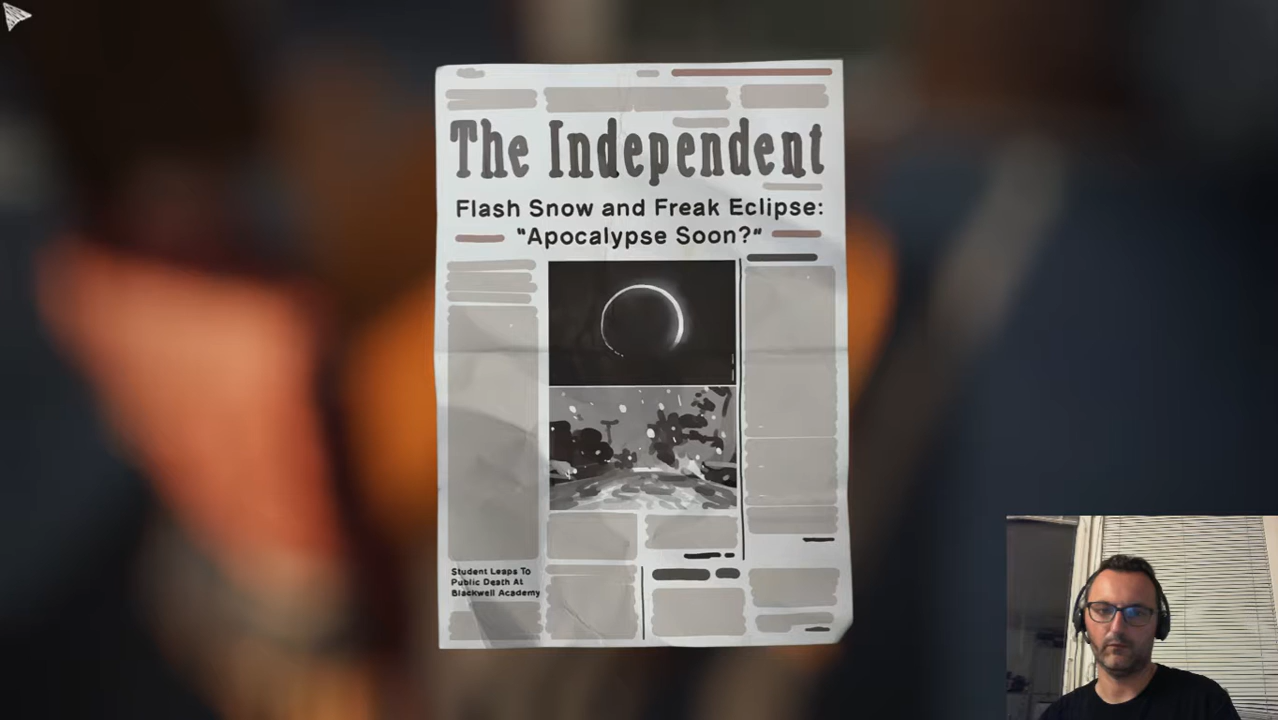 The Independent
Flash Snow and Freak Eclipse:
"Apocalypse Soon?"
Student Leaps To
Public Death At
Blackwell Academy